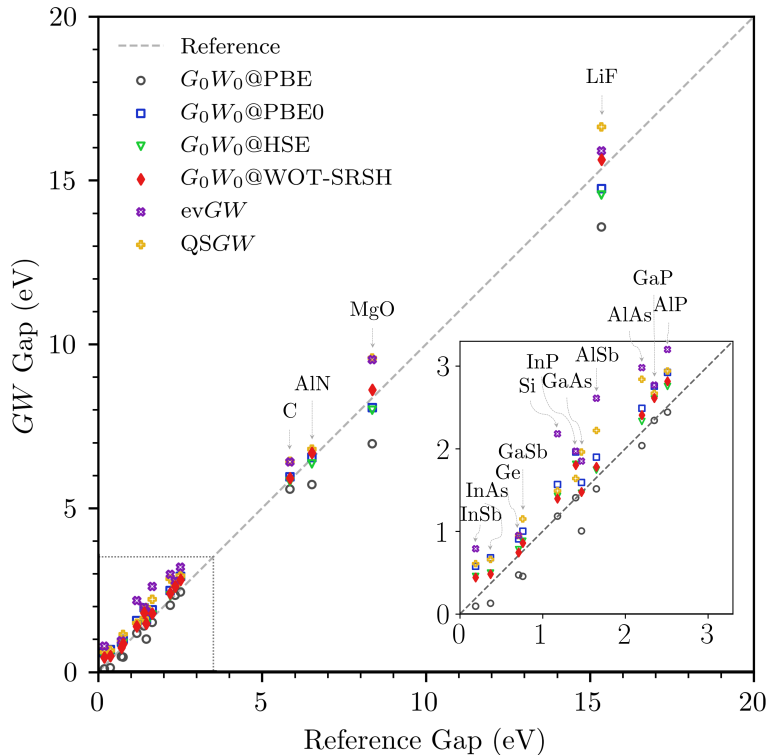 20
15
10
5
0
GW Gap (eV)
Reference
G₀W₀@PBE
G₀W₀@PBE0
G₀W₀@HSE
G₀W₀@WOT-SRSH
evGW
QSGW
LiF
MgO
AlN
C
GaP
AlAs AlP
AlSb
InP
Si GaAs
GaSb
Ge
InAs
InSb
3
2
1
0
0 1 2 3
0 5 10 15 20
Reference Gap (eV)